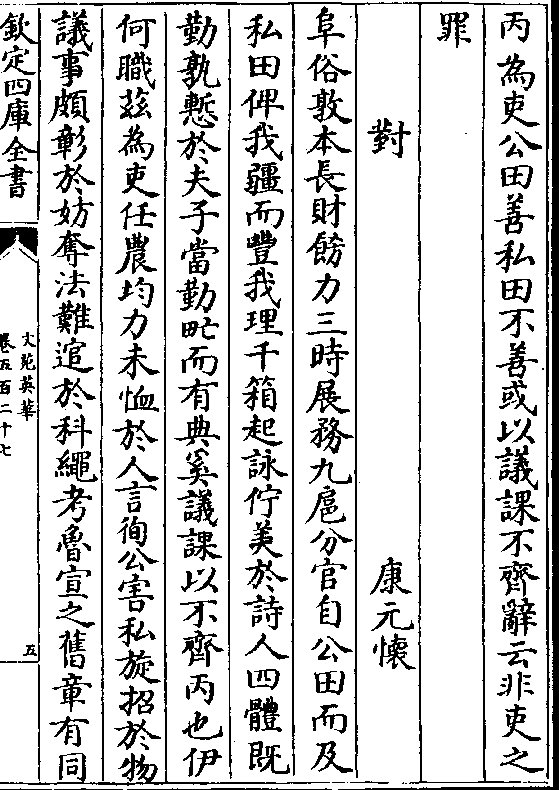 丙為吏公田善私田不善或以議課不齊辭云非吏之
罪
對　康元懷
阜俗敦本長財餝力三時展務九扈分官自公田而及
私田俾我疆而豐我理千箱起詠佇美於詩人四體既
勤孰慙於夫子當勤甿而有典奚議課以不齊丙也伊
何職茲為吏任農均力未恤於人言徇公害私旋招於物
議事頗彰於妨奪法難逭於科繩考魯宣之舊章有同
欽定四庫全書
文苑英華
卷五百二十七
五